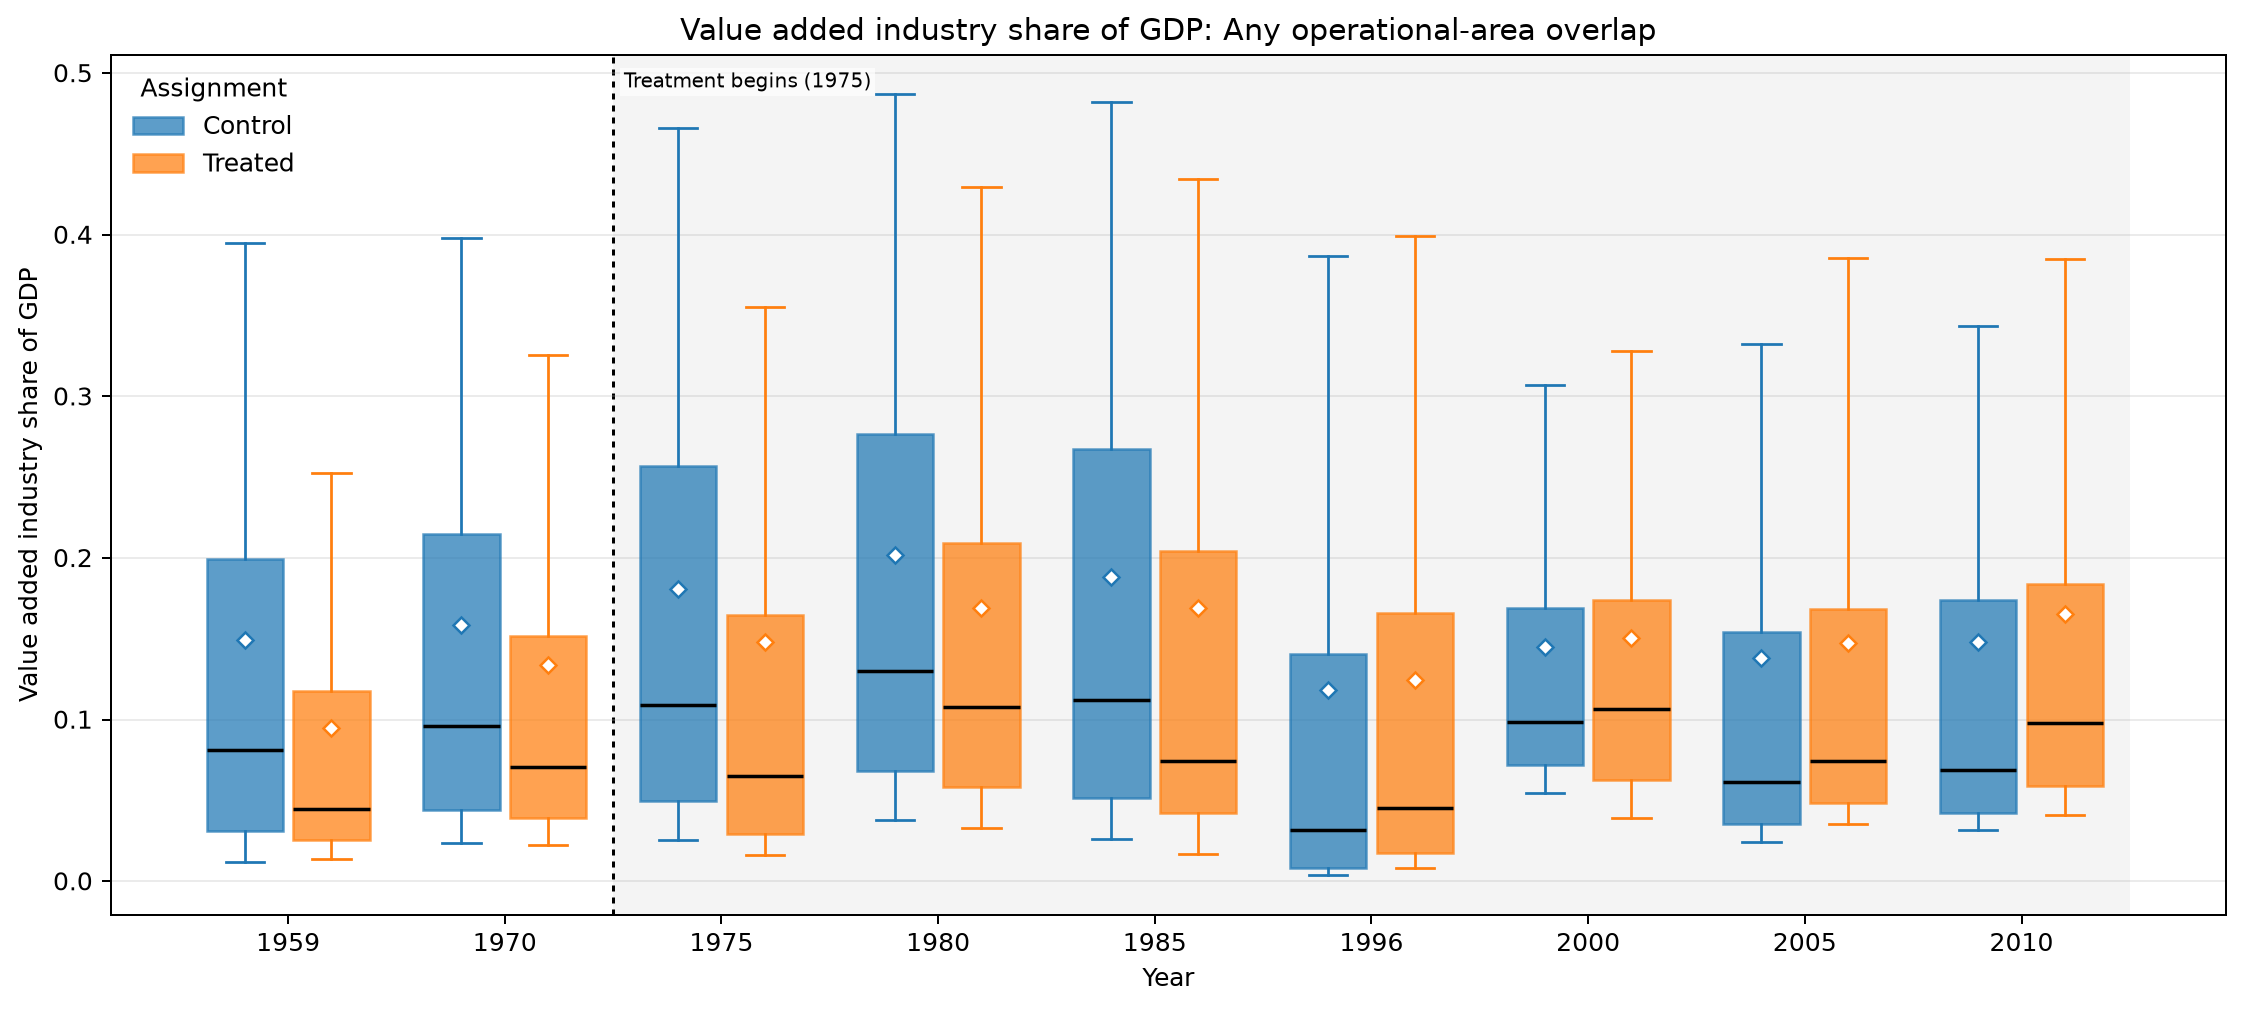 Value added industry share of GDP: Any operational-area overlap
Value added industry share of GDP
0.5
0.4
0.3
0.2
0.1
0.0
Assignment
Control
Treated
Treatment begins (1975)
1959 1970 1975 1980 1985 1996 2000 2005 2010
Year